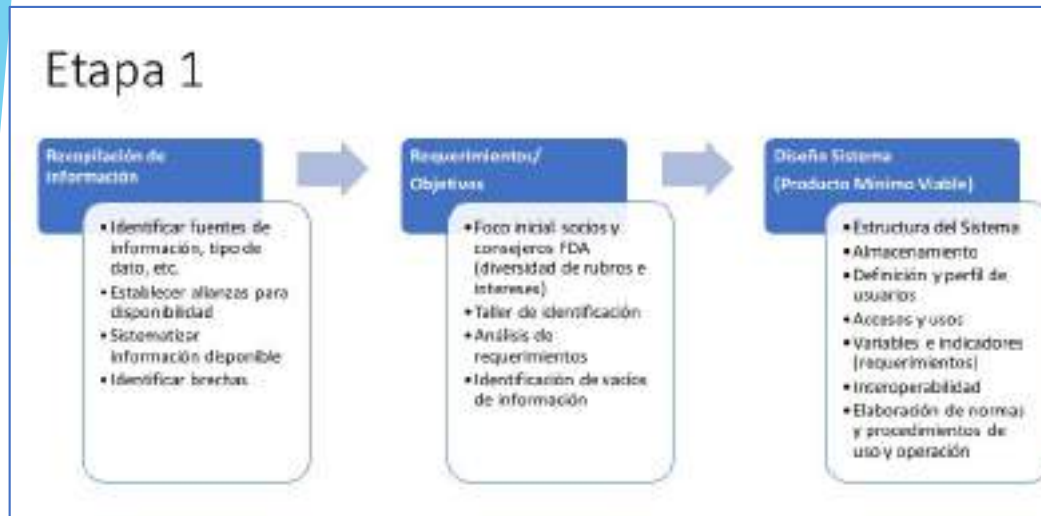 Etapa 1
Recopilación de
información
• Identificar fuentes de
información, tipo de
dato, etc.
• Establecer alianzas para
disponibilidad
• Sistematizar
información disponible
• Identificar brechas
Requerimientos/
Objetivos
• Foco inicial socios y
consejeros FDA
(diversidad de rubros e
intereses)
• Taller de identificación
• Análisis de
requerimientos
• Identificación de vacíos
de información
Diseño Sistema
(Producto Mínimo Viable)
• Estructura del Sistema
• Almacenamiento
• Definición y perfil de
usuarios
• Accesos y usos
• Variables e indicadores
(requerimientos)
• Interoperabilidad
• Elaboración de normas
y procedimientos de
uso y operación